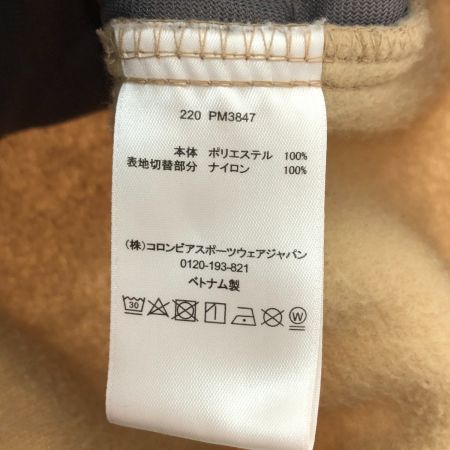 220 PM3847
本体 ポリエステル 100%
表地切替部分 ナイロン 100%
(株)コロンビアスポーツウェアジャパン
0120-193-821
ベトナム製
30 W